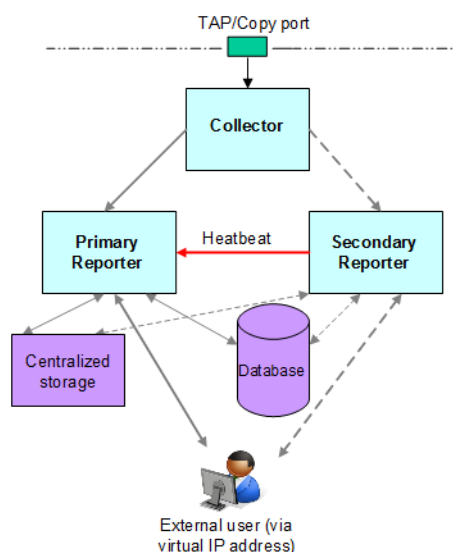 TAP/Copy port
Collector
Primary
Reporter
Heatbeat
Secondary
Reporter
Centralized
storage
Database
External user (via
virtual IP address)